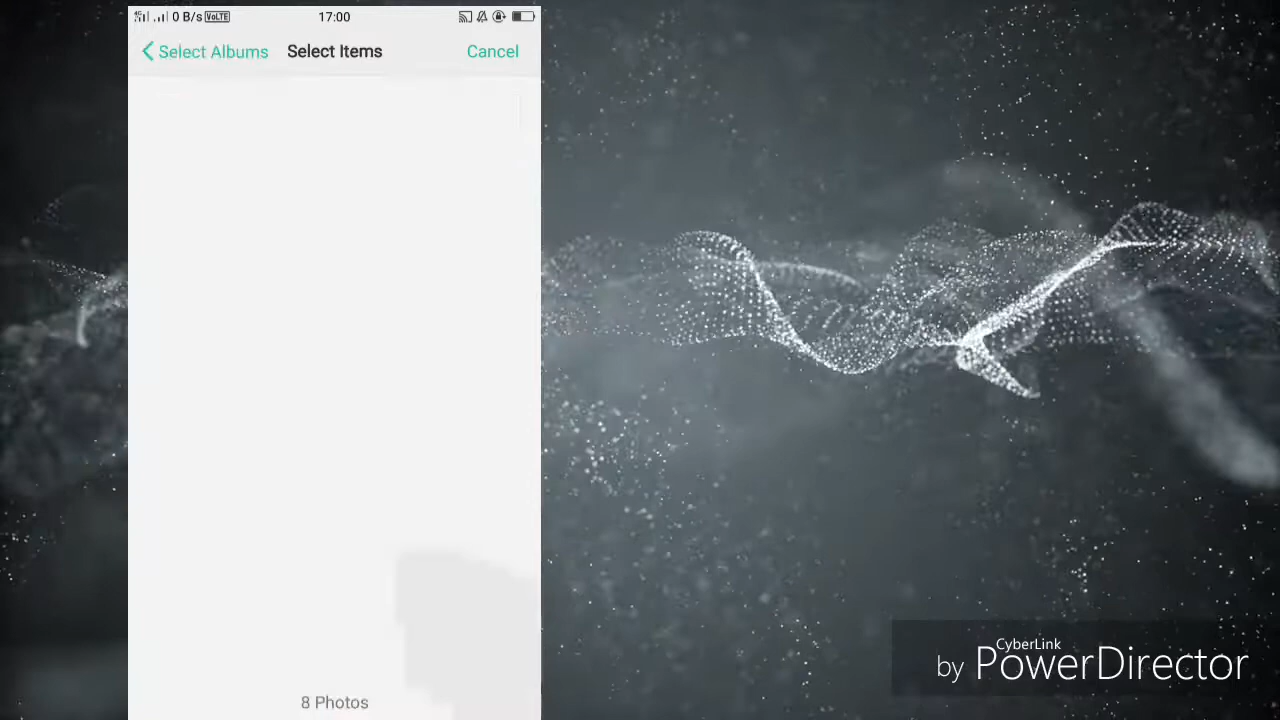 0 B/s VoLTE 17:00
Select Albums Select Items Cancel
8 Photos
CyberLink
by PowerDirector